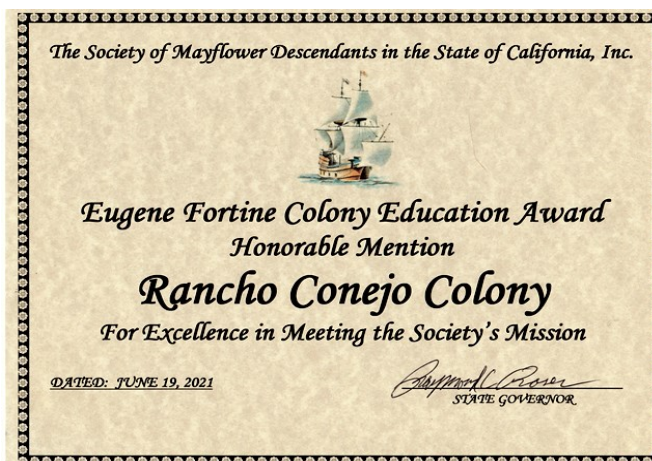 The Society of Mayflower Descendants in the State of California, Inc.
Eugene Fortine Colony Education Award
Honorable Mention
Rancho Conejo Colony
For Excellence in Meeting the Society's Mission
DATED: JUNE 19, 2021
STATE GOVERNOR